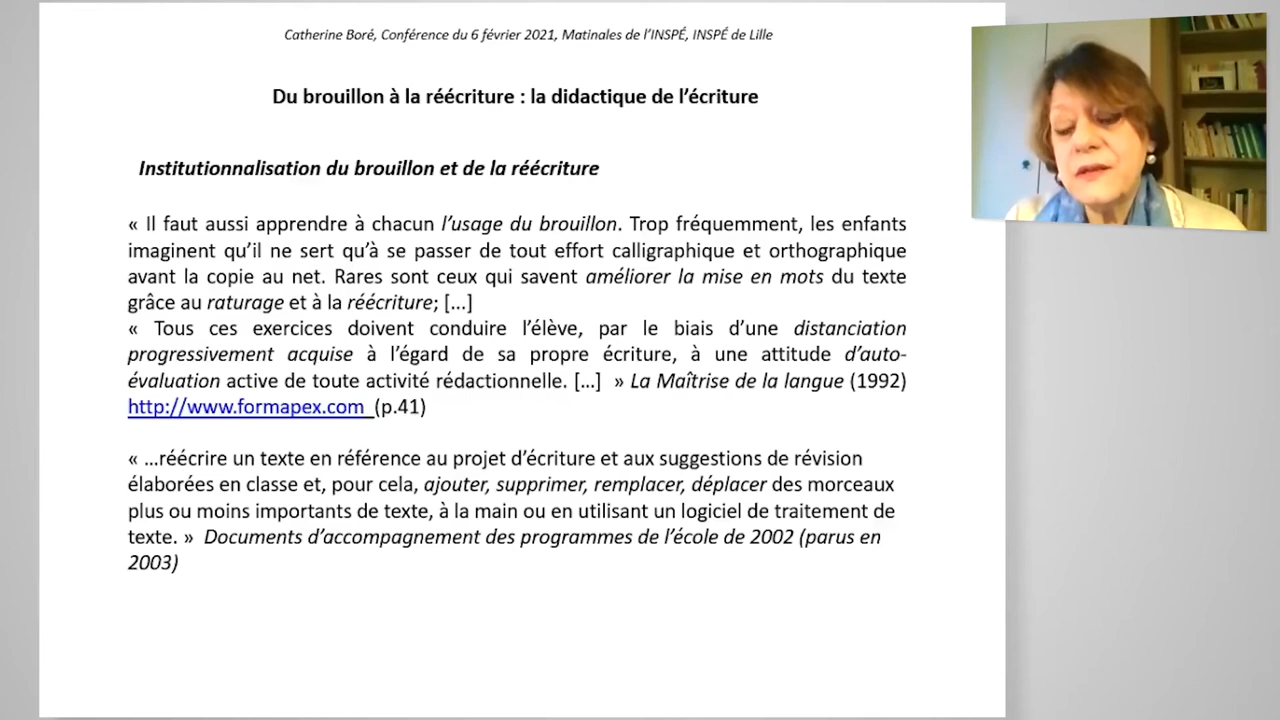 Catherine Boré, Conférence du 6 février 2021, Matinales de l'INSPÉ, INSPÉ de Lille
Du brouillon à la réécriture : la didactique de l'écriture
Institutionnalisation du brouillon et de la réécriture
« Il faut aussi apprendre à chacun l'usage du brouillon. Trop fréquemment, les enfants
imaginent qu'il ne sert qu'à se passer de tout effort calligraphique et orthographique
avant la copie au net. Rares sont ceux qui savent améliorer la mise en mots du texte
grâce au raturage et à la réécriture; [...]
« Tous ces exercices doivent conduire l'élève, par le biais d'une distanciation
progressivement acquise à l'égard de sa propre écriture, à une attitude d'auto-
évaluation active de toute activité rédactionnelle. [...] » La Maîtrise de la langue (1992)
http://www.formapex.com (p.41)
« ...réécrire un texte en référence au projet d'écriture et aux suggestions de révision
élaborées en classe et, pour cela, ajouter, supprimer, remplacer, déplacer des morceaux
plus ou moins importants de texte, à la main ou en utilisant un logiciel de traitement de
texte. » Documents d'accompagnement des programmes de l'école de 2002 (parus en
2003)